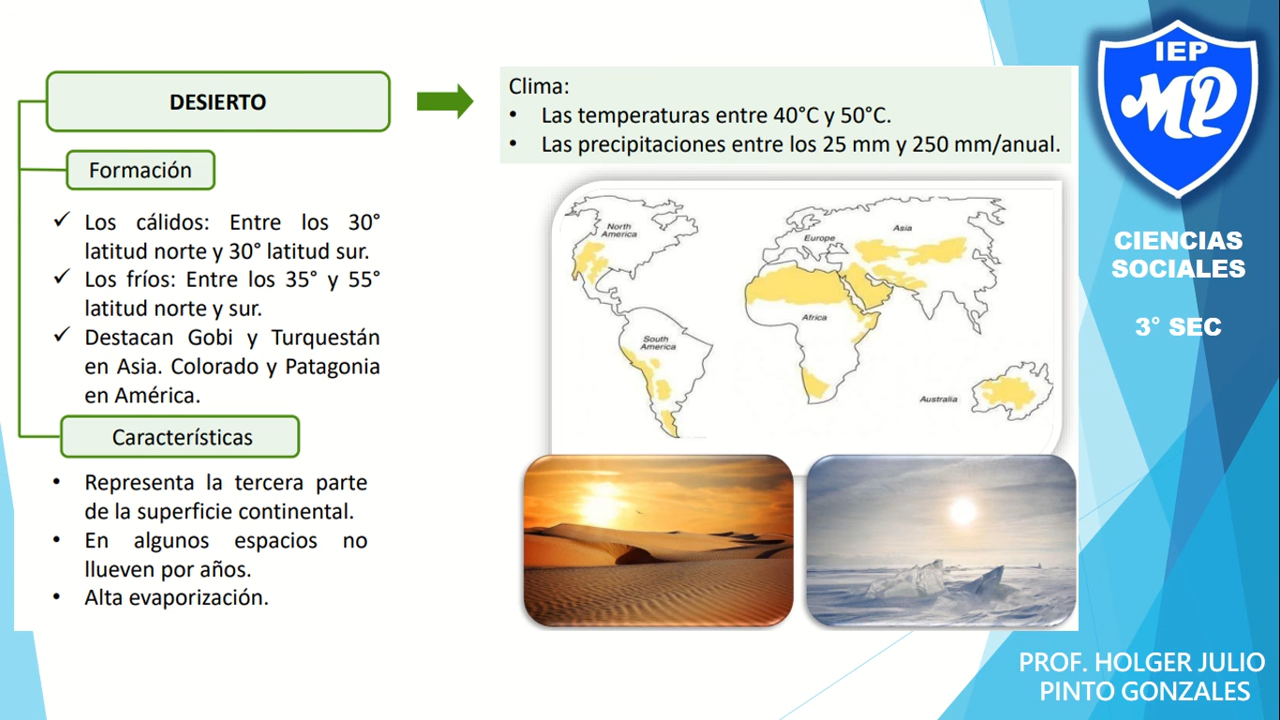 DESIERTO
Formación
✓ Los cálidos: Entre los 30°
latitud norte y 30° latitud sur.
✓ Los fríos: Entre los 35° y 55°
latitud norte y sur.
✓ Destacan Gobi y Turquestán
en Asia. Colorado y Patagonia
en América.
Características
• Representa la tercera parte
de la superficie continental.
• En algunos espacios no
llueven por años.
• Alta evaporización.
Clima:
• Las temperaturas entre 40°C y 50°C.
• Las precipitaciones entre los 25 mm y 250 mm/anual.
North
America
Europe
Asia
Africa
South
America
Australia
IEP
MP
CIENCIAS
SOCIALES
3° SEC
PROF. HOLGER JULIO
PINTO GONZALES